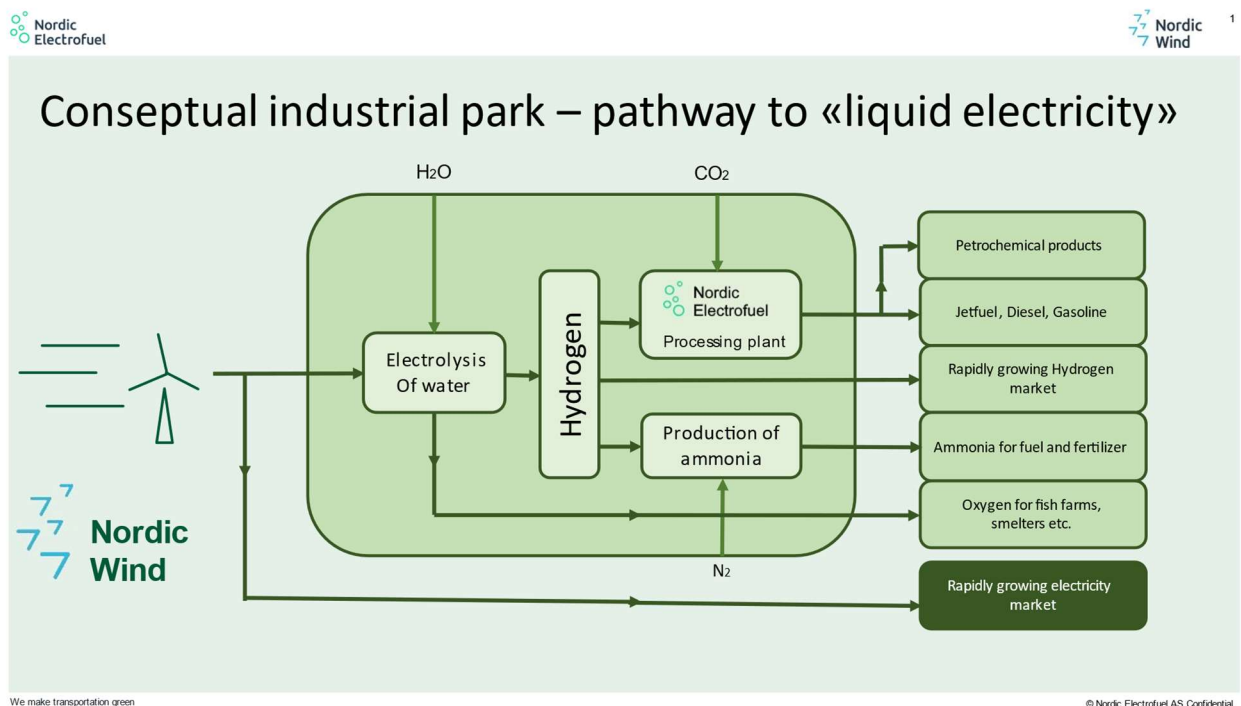 Nordic
Electrofuel
Nordic
Wind
1
Conseptual industrial park – pathway to «liquid electricity»
H2O
CO2
Petrochemical products
Nordic
Electrofuel
Processing plant
Jetfuel, Diesel, Gasoline
Electrolysis
Of water
Hydrogen
Rapidly growing Hydrogen
market
Production of
ammonia
Ammonia for fuel and fertilizer
Oxygen for fish farms,
smelters etc.
Nordic
Wind
N2
Rapidly growing electricity
market
We make transportation green
© Nordic Electrofuel AS Confidential